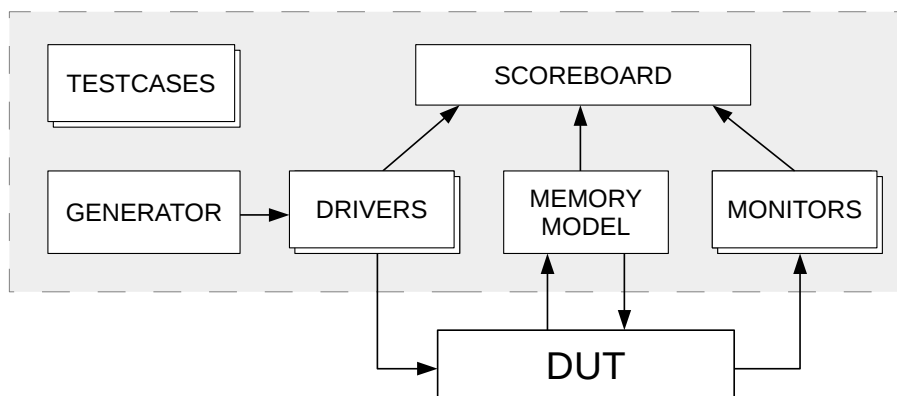 TESTCASES
SCOREBOARD
GENERATOR
DRIVERS
MEMORY
MODEL
MONITORS
DUT